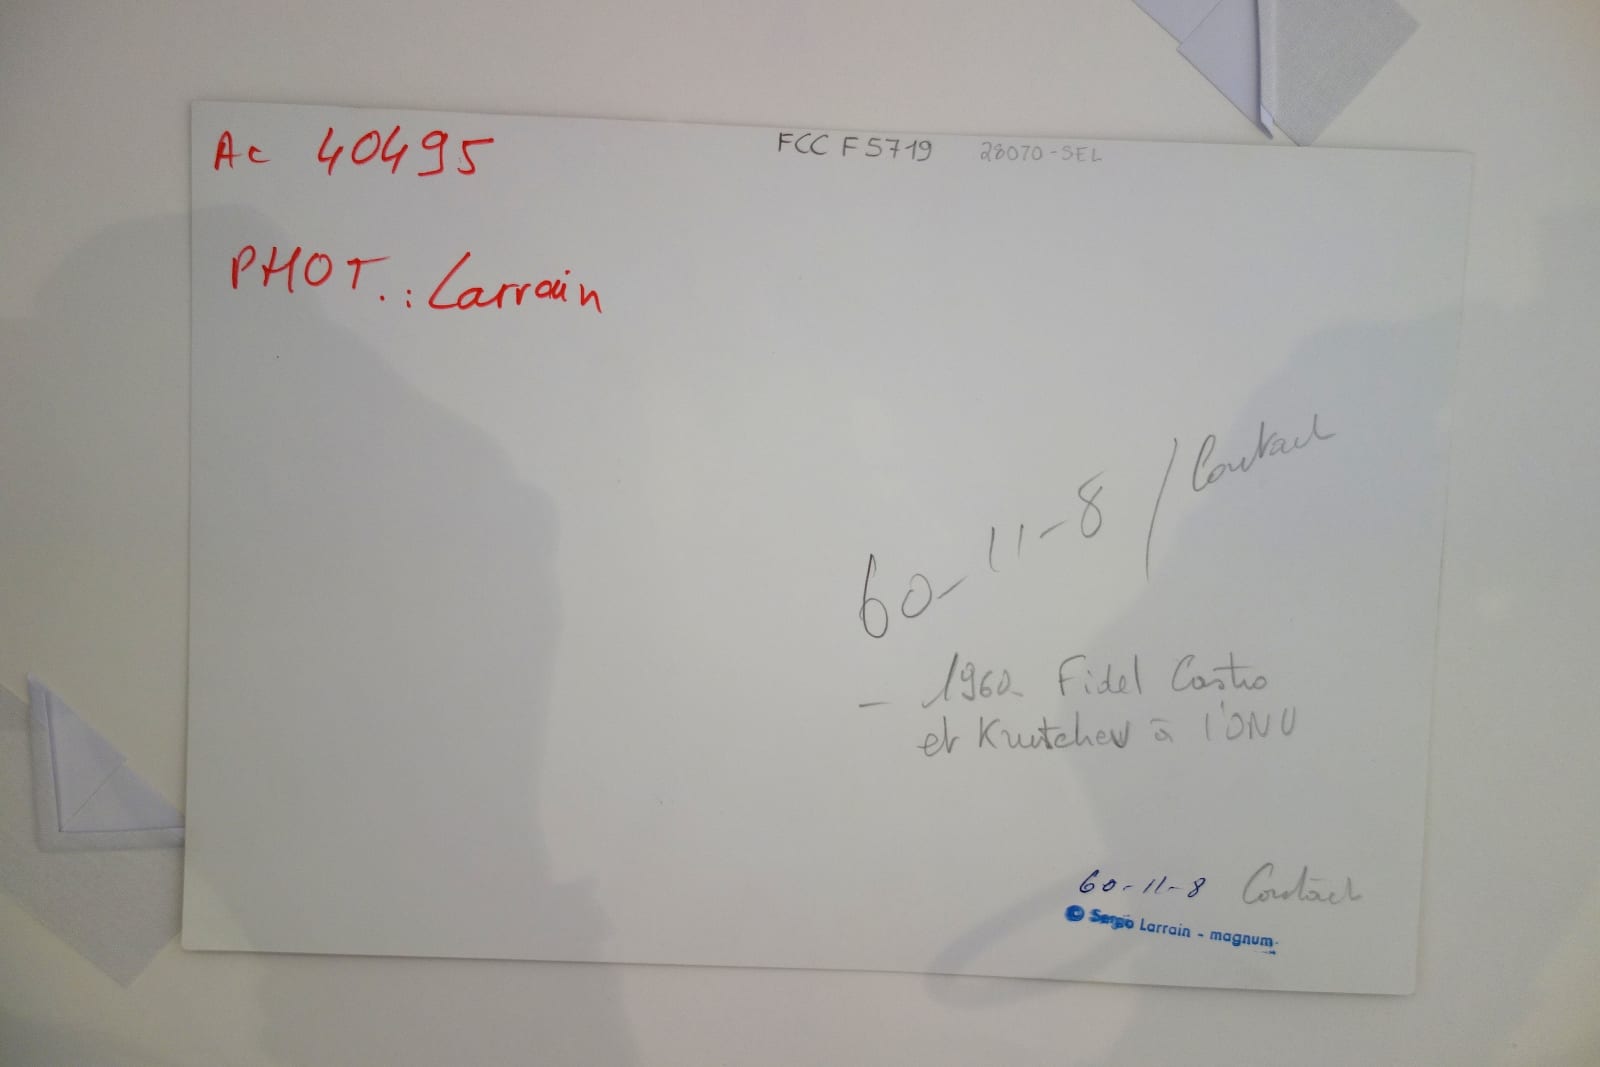 Ac 40495
FCC F5719
28070-SEL
PHOT.: Larrain
60-11-8 / Contact
- 1960. Fidel Castro
et Krutchev à l'ONU
60-11-8 Contact
© Sergio Larrain - magnum